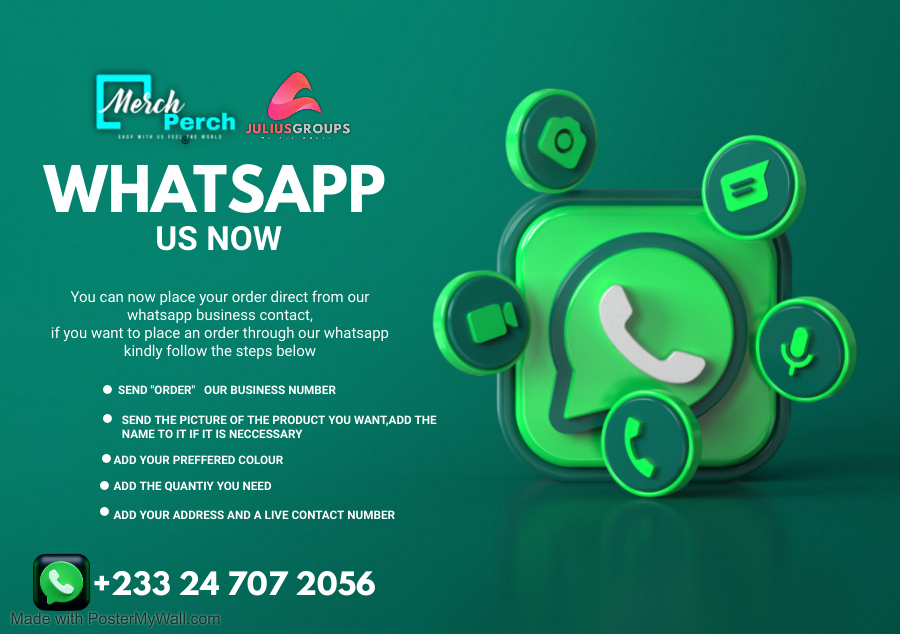 Merch
Perch
SHOP WITH US FEEL THE WORLD
JULIUSGROUPS
WHATSAPP
US NOW
You can now place your order direct from our
whatsapp business contact,
if you want to place an order through our whatsapp
kindly follow the steps below
SEND "ORDER" OUR BUSINESS NUMBER
SEND THE PICTURE OF THE PRODUCT YOU WANT,ADD THE
NAME TO IT IF IT IS NECCESSARY
ADD YOUR PREFFERED COLOUR
ADD THE QUANTIY YOU NEED
ADD YOUR ADDRESS AND A LIVE CONTACT NUMBER
+233 24 707 2056
Made with PosterMyWall.com